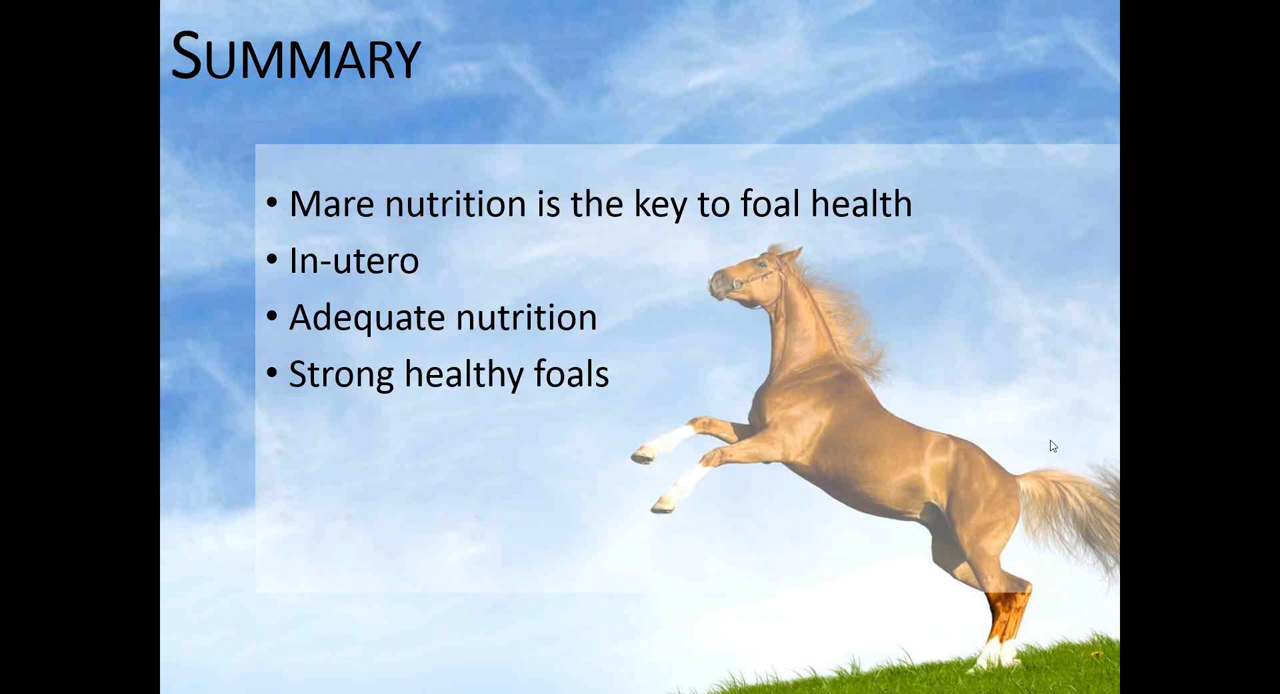 SUMMARY
• Mare nutrition is the key to foal health
• In-utero
• Adequate nutrition
• Strong healthy foals